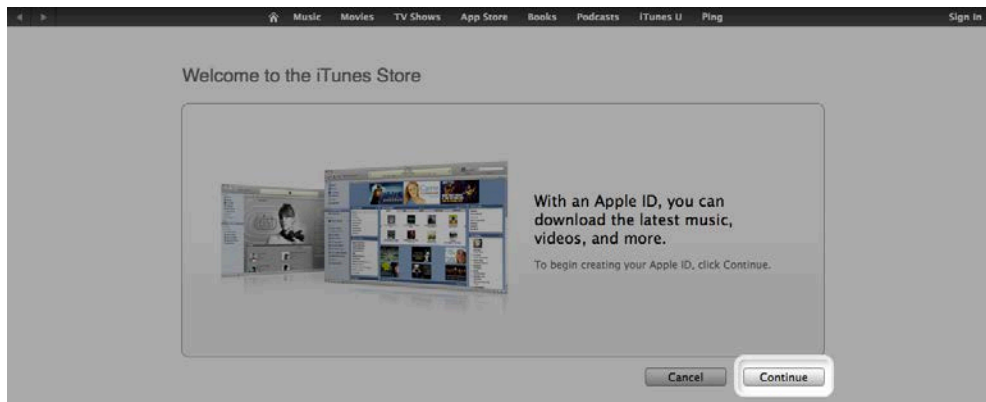 Music Movies TV Shows App Store Books Podcasts iTunes U Ping Sign In
Welcome to the iTunes Store
With an Apple ID, you can
download the latest music,
videos, and more.
To begin creating your Apple ID, click Continue.
Cancel Continue